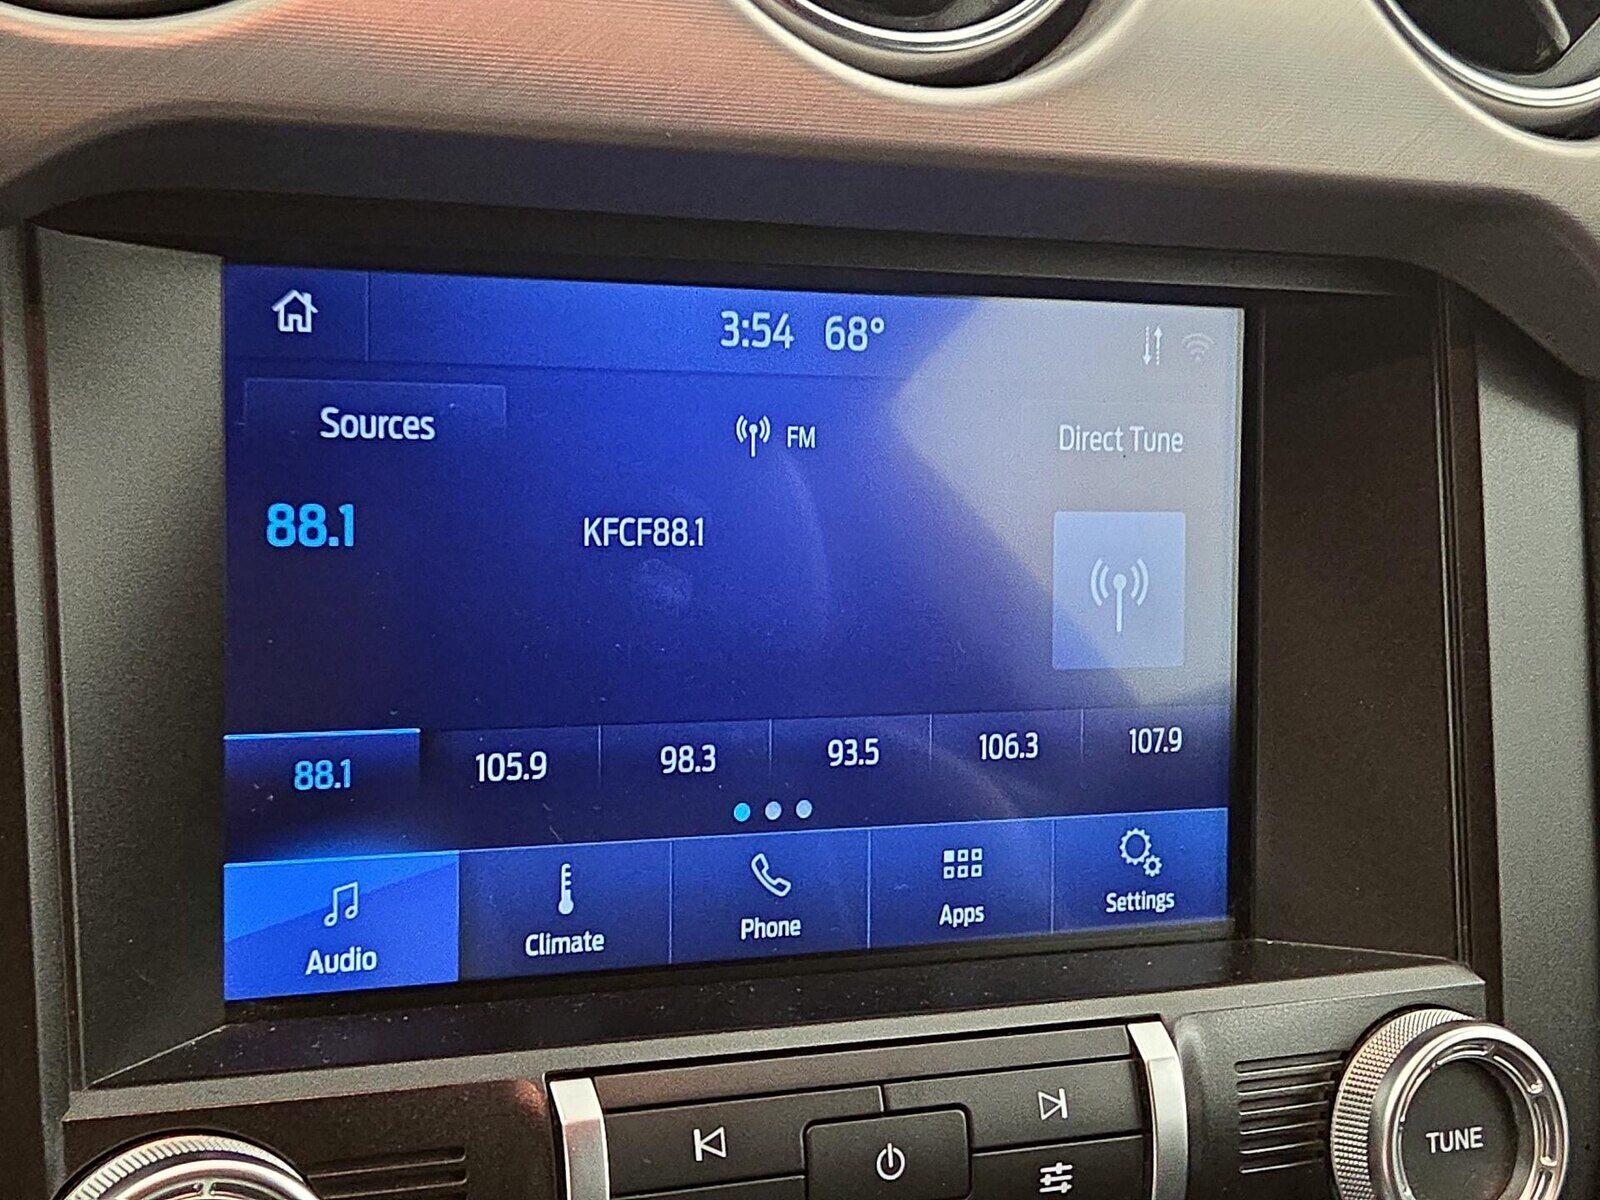 3:54 68°
Sources FM Direct Tune
88.1 KFCF88.1
88.1 105.9 98.3 93.5 106.3 107.9
Audio Climate Phone Apps Settings
TUNE